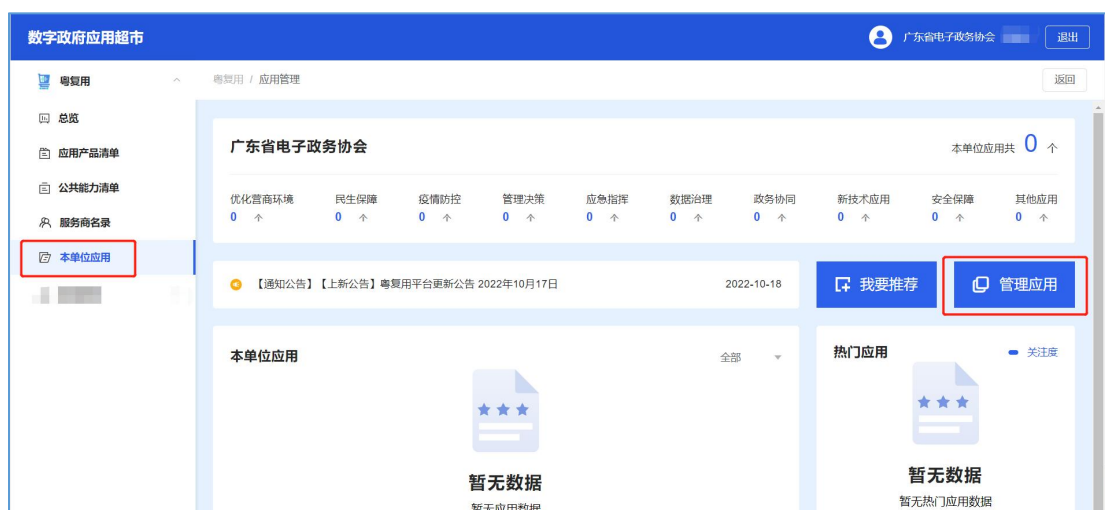 数字政府应用超市
广东省电子政务协会
退出
粤复用
粤复用 / 应用管理
返回
总览
应用产品清单
公共能力清单
服务商名录
本单位应用
广东省电子政务协会
本单位应用共 0 个
优化营商环境 民生保障 疫情防控 管理决策 应急指挥 数据治理 政务协同 新技术应用 安全保障 其他应用
0 个 0 个 0 个 0 个 0 个 0 个 0 个 0 个 0 个 0 个
【通知公告】【上新公告】粤复用平台更新公告 2022年10月17日 2022-10-18
我要推荐
管理应用
本单位应用 全部
暂无数据
暂无应用数据
热门应用 关注度
暂无数据
暂无热门应用数据